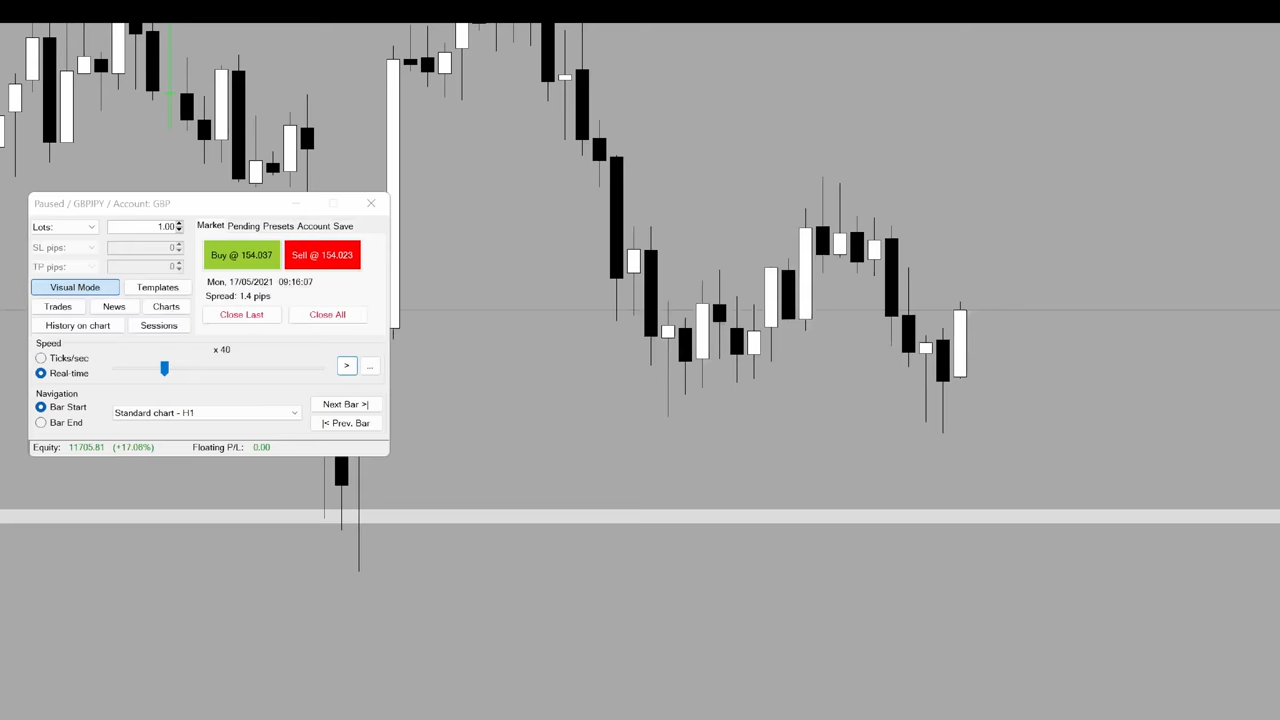 Paused / GBPJPY / Account: GBP
Lots: 1.00 Market Pending Presets Account Save
SL pips: 0 Buy @ 154.037 Sell @ 154.023
TP pips: 0
Visual Mode Templates Mon, 17/05/2021 09:16:07
Spread: 1.4 pips
Trades News Charts Close Last Close All
History on chart Sessions
Speed
x 40
Ticks/sec
Real-time > ...
Navigation
Bar Start Standard chart - H1 Next Bar >|
Bar End |< Prev. Bar
Equity: 11705.81 (+17.06%) Floating P/L: 0.00